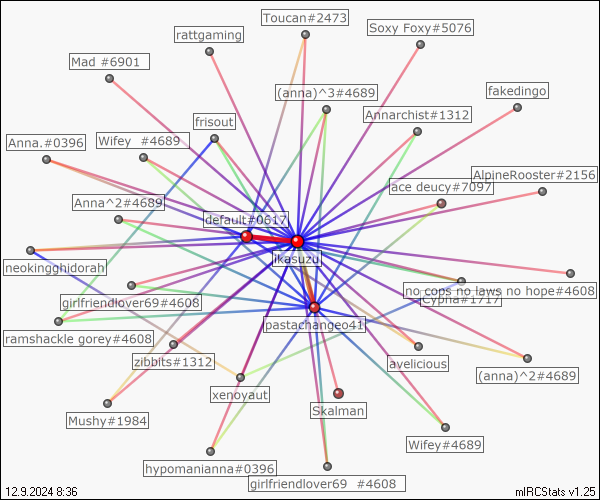 Toucan#2473
Soxy Foxy#5076
rattgaming
Mad #6901
(anna)^3#4689
fakedingo
Annarchist#1312
frisout
Anna.#0396
Wifey  #4689
AlpineRooster#2156
ace deucy#7097
Anna^2#4689
default#0617
ikasuzu
neokingghidorah
no cops no laws no hope#4608
girlfriendlover69#4608
Cypha#1717
pastachangeo41
ramshackle gorey#4608
zibbits#1312
avelicious
(anna)^2#4689
xenoyaut
Skalman
Mushy#1984
Wifey#4689
hypomanianna#0396
girlfriendlover69  #4608
12.9.2024 8:36
mIRCStats v1.25